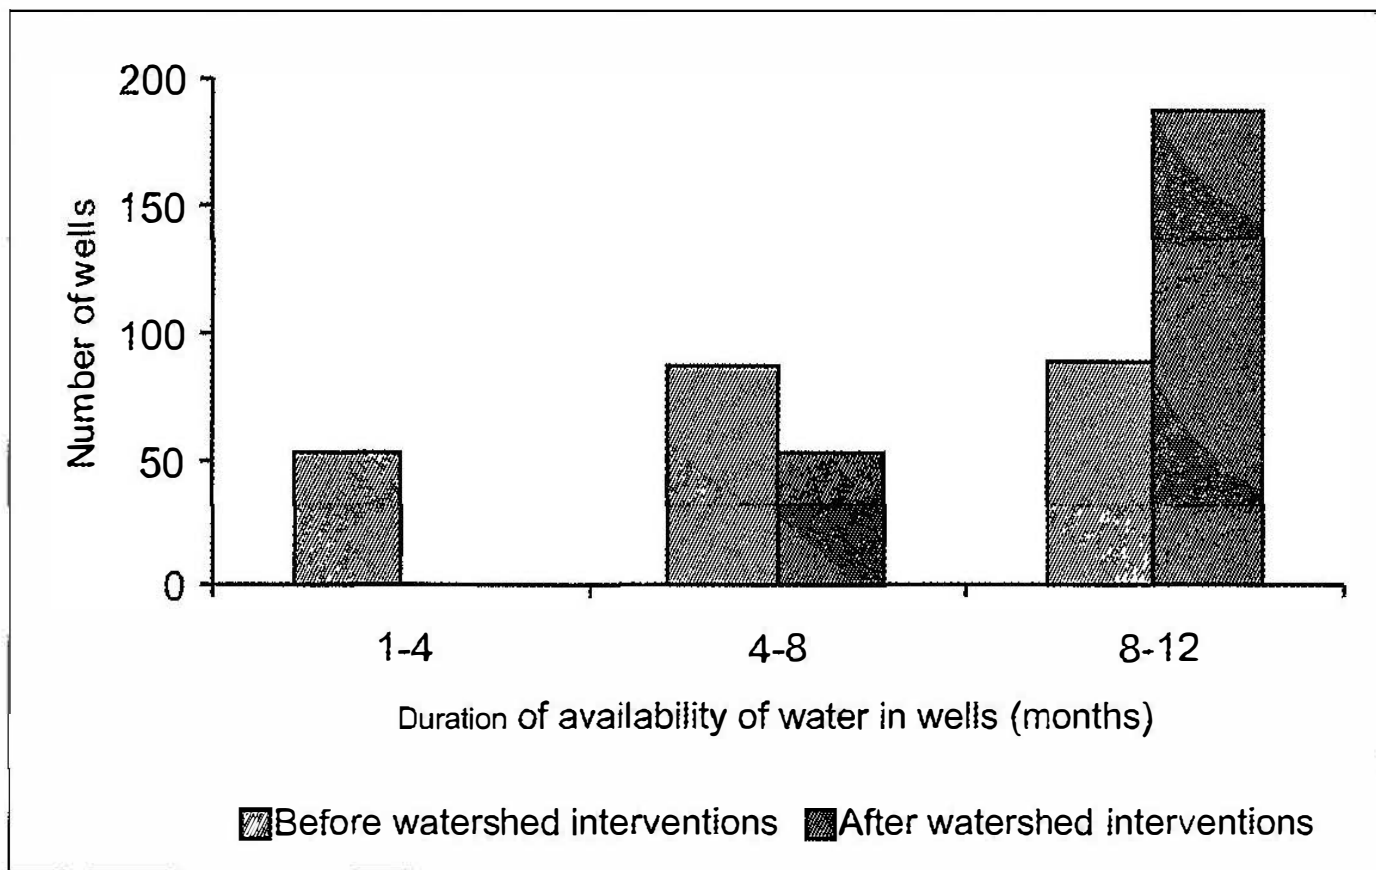 200
150
100
50
0
Number of wells
1-4
4-8
8-12
Duration of availability of water in wells (months)
Before watershed interventions
After watershed interventions